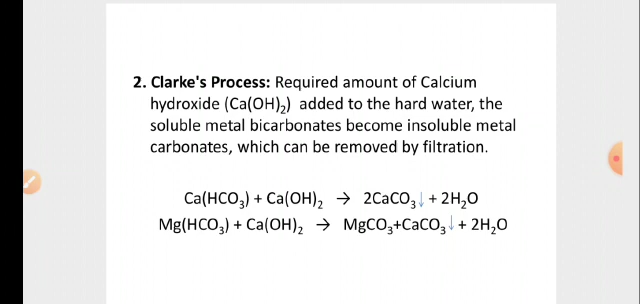 2. Clarke's Process: Required amount of Calcium
hydroxide (Ca(OH)₂) added to the hard water, the
soluble metal bicarbonates become insoluble metal
carbonates, which can be removed by filtration.
Ca(HCO₃) + Ca(OH)₂ → 2CaCO₃↓ + 2H₂O
Mg(HCO₃) + Ca(OH)₂ → MgCO₃+CaCO₃↓ + 2H₂O